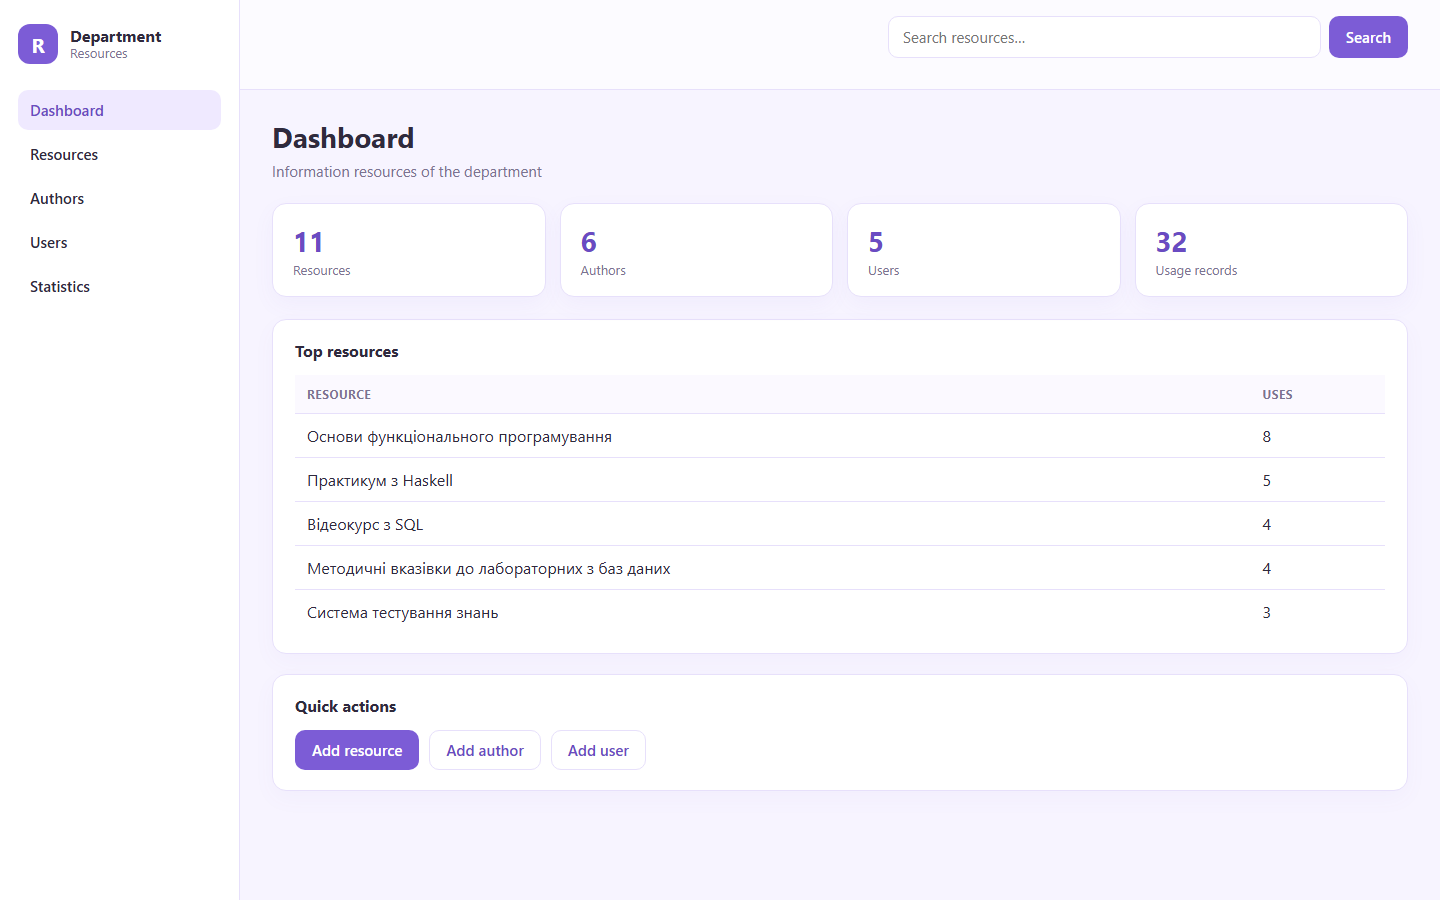 R
Department
Resources
Dashboard
Resources
Authors
Users
Statistics
Search resources...
Search
Dashboard
Information resources of the department
11
Resources
6
Authors
5
Users
32
Usage records
Top resources
RESOURCE USES
Основи функціонального програмування 8
Практикум з Haskell 5
Відеокурс з SQL 4
Методичні вказівки до лабораторних з баз даних 4
Система тестування знань 3
Quick actions
Add resource Add author Add user